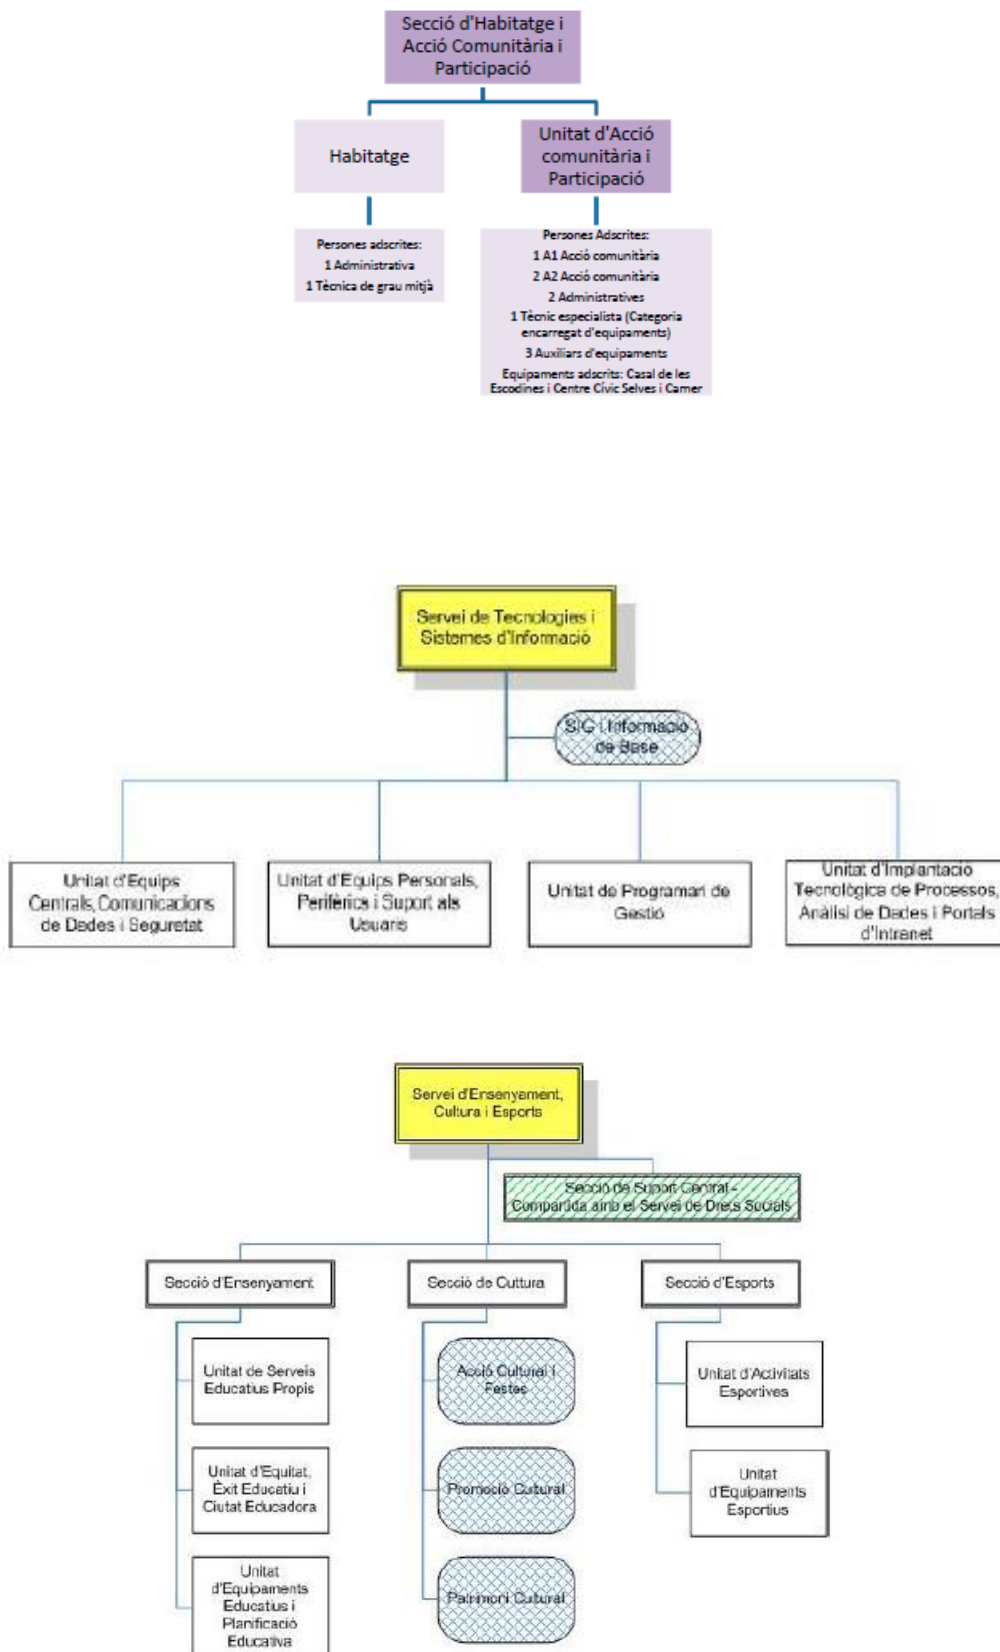 Secció d'Habitatge i
Acció Comunitària i
Participació
Habitatge
Unitat d'Acció
comunitària i
Participació
Persones adscrites:
1 Administrativa
1 Tècnica de grau mitjà
Persones Adscrites:
1 A1 Acció comunitària
2 A2 Acció comunitària
2 Administratives
1 Tècnic especialista (Categoria
encarregat d'equipaments)
3 Auxiliars d'equipaments
Equipaments adscrits: Casal de les
Escodines i Centre Cívic Selves i Carner
Servei de Tecnologies i
Sistemes d'Informació
SIG i Informació
de Base
Unitat d'Equips
Centrals, Comunicacions
de Dades i Seguretat
Unitat d'Equips Personals,
Perifèrics i Suport als
Usuaris
Unitat de Programari de
Gestió
Unitat d'Implantació
Tecnològica de Processos,
Anàlisi de Dades i Portals
d'Intranet
Servei d'Ensenyament,
Cultura i Esports
Secció de Suport Central -
Compartida amb el Servei de Drets Socials
Secció d'Ensenyament
Secció de Cultura
Secció d'Esports
Unitat de Serveis
Educatius Propis
Acció Cultural i
Festes
Unitat d'Activitats
Esportives
Unitat d'Equitat,
Èxit Educatiu i
Ciutat Educadora
Promoció Cultural
Unitat
d'Equipaments
Esportius
Unitat
d'Equipaments
Educatius i
Planificació
Educativa
Patrimoni Cultural